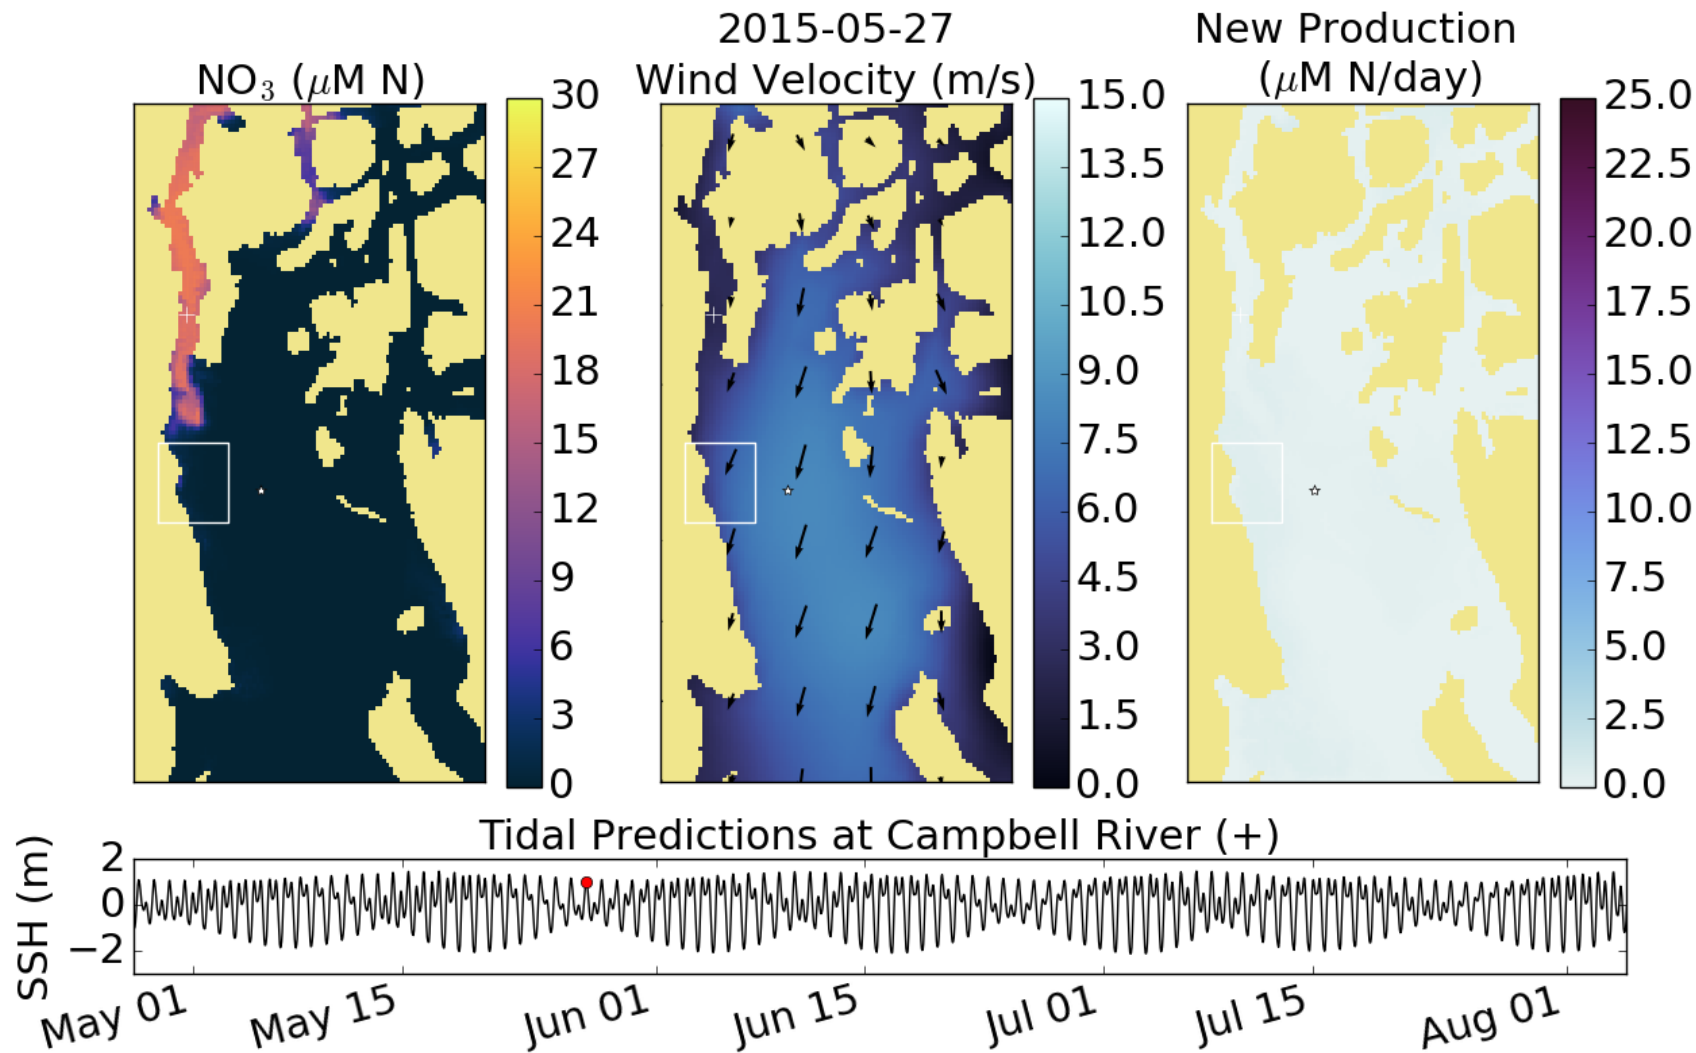 2015-05-27
New Production
NO₃ (μM N)
Wind Velocity (m/s)
(μM N/day)
30
27
24
21
18
15
12
9
6
3
0
15.0
13.5
12.0
10.5
9.0
7.5
6.0
4.5
3.0
1.5
0.0
25.0
22.5
20.0
17.5
15.0
12.5
10.0
7.5
5.0
2.5
0.0
Tidal Predictions at Campbell River (+)
SSH (m)
2
0
−2
May 01
May 15
Jun 01
Jun 15
Jul 01
Jul 15
Aug 01